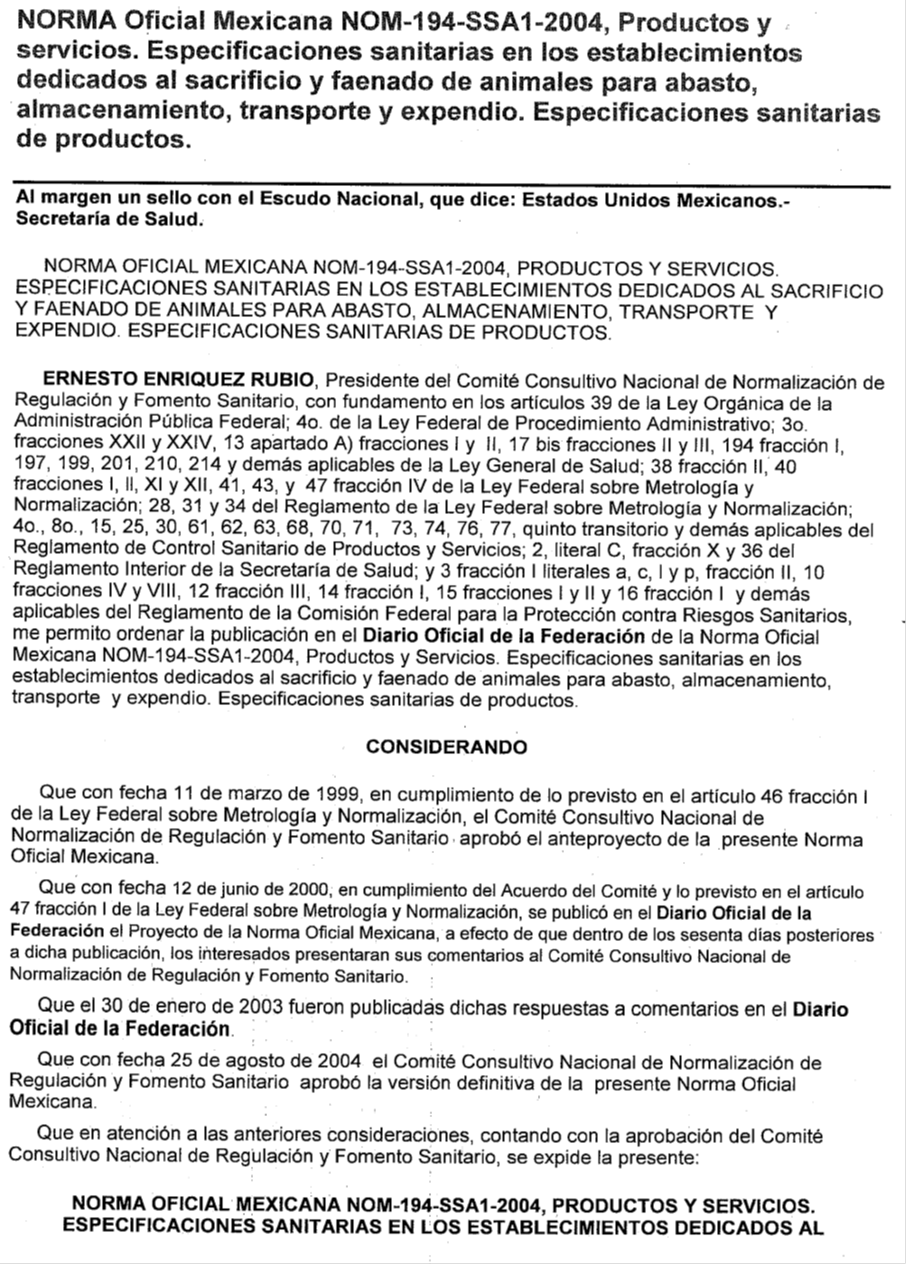 NORMA Oficial Mexicana NOM-194-SSA1-2004, Productos y
servicios. Especificaciones sanitarias en los establecimientos
dedicados al sacrificio y faenado de animales para abasto,
almacenamiento, transporte y expendio. Especificaciones sanitarias
de productos.
Al margen un sello con el Escudo Nacional, que dice: Estados Unidos Mexicanos.-
Secretaría de Salud.
NORMA OFICIAL MEXICANA NOM-194-SSA1-2004, PRODUCTOS Y SERVICIOS.
ESPECIFICACIONES SANITARIAS EN LOS ESTABLECIMIENTOS DEDICADOS AL SACRIFICIO
Y FAENADO DE ANIMALES PARA ABASTO, ALMACENAMIENTO, TRANSPORTE Y
EXPENDIO. ESPECIFICACIONES SANITARIAS DE PRODUCTOS.
ERNESTO ENRIQUEZ RUBIO, Presidente del Comité Consultivo Nacional de Normalización de
Regulación y Fomento Sanitario, con fundamento en los artículos 39 de la Ley Orgánica de la
Administración Pública Federal; 4o. de la Ley Federal de Procedimiento Administrativo; 3o.
fracciones XXII y XXIV, 13 apartado A) fracciones I y II, 17 bis fracciones II y III, 194 fracción I,
197, 199, 201, 210, 214 y demás aplicables de la Ley General de Salud; 38 fracción II, 40
fracciones I, II, XI y XII, 41, 43, y 47 fracción IV de la Ley Federal sobre Metrología y
Normalización; 28, 31 y 34 del Reglamento de la Ley Federal sobre Metrología y Normalización;
4o., 8o., 15, 25, 30, 61, 62, 63, 68, 70, 71, 73, 74, 76, 77, quinto transitorio y demás aplicables del
Reglamento de Control Sanitario de Productos y Servicios; 2, literal C, fracción X y 36 del
Reglamento Interior de la Secretaría de Salud; y 3 fracción I literales a, c, l y p, fracción II, 10
fracciones IV y VIII, 12 fracción III, 14 fracción I, 15 fracciones I y II y 16 fracción I y demás
aplicables del Reglamento de la Comisión Federal para la Protección contra Riesgos Sanitarios,
me permito ordenar la publicación en el Diario Oficial de la Federación de la Norma Oficial
Mexicana NOM-194-SSA1-2004, Productos y Servicios. Especificaciones sanitarias en los
establecimientos dedicados al sacrificio y faenado de animales para abasto, almacenamiento,
transporte y expendio. Especificaciones sanitarias de productos.
CONSIDERANDO
Que con fecha 11 de marzo de 1999, en cumplimiento de lo previsto en el artículo 46 fracción I
de la Ley Federal sobre Metrología y Normalización, el Comité Consultivo Nacional de
Normalización de Regulación y Fomento Sanitario aprobó el anteproyecto de la presente Norma
Oficial Mexicana.
Que con fecha 12 de junio de 2000, en cumplimiento del Acuerdo del Comité y lo previsto en el artículo
47 fracción I de la Ley Federal sobre Metrología y Normalización, se publicó en el Diario Oficial de la
Federación el Proyecto de la Norma Oficial Mexicana, a efecto de que dentro de los sesenta días posteriores
a dicha publicación, los interesados presentaran sus comentarios al Comité Consultivo Nacional de
Normalización de Regulación y Fomento Sanitario.
Que el 30 de enero de 2003 fueron publicadas dichas respuestas a comentarios en el Diario
Oficial de la Federación.
Que con fecha 25 de agosto de 2004 el Comité Consultivo Nacional de Normalización de
Regulación y Fomento Sanitario aprobó la versión definitiva de la presente Norma Oficial
Mexicana.
Que en atención a las anteriores consideraciones, contando con la aprobación del Comité
Consultivo Nacional de Regulación y Fomento Sanitario, se expide la presente:
NORMA OFICIAL MEXICANA NOM-194-SSA1-2004, PRODUCTOS Y SERVICIOS.
ESPECIFICACIONES SANITARIAS EN LOS ESTABLECIMIENTOS DEDICADOS AL